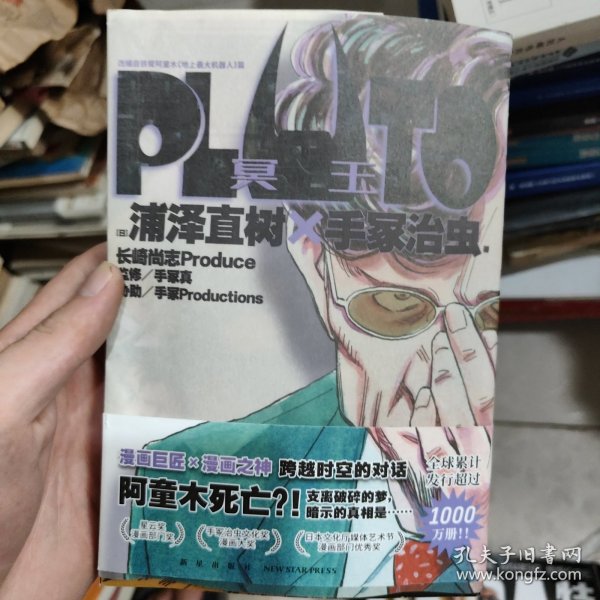 改编自铁臂阿童木《地上最大机器人》篇
PLUTO
冥王
[日]浦泽直树×手冢治虫
长崎尚志Produce
监修/手冢真
协助/手冢Productions
漫画巨匠×漫画之神 跨越时空的对话
阿童木死亡?!
支离破碎的梦,
暗示的真相是……
全球累计
发行超过
1000
万册!!
星云奖
漫画部门奖
手冢治虫文化奖
漫画大奖
日本文化厅媒体艺术节
漫画部门优秀奖
新星出版社 NEW STAR PRESS
孔夫子旧书网
www.kongfz.com